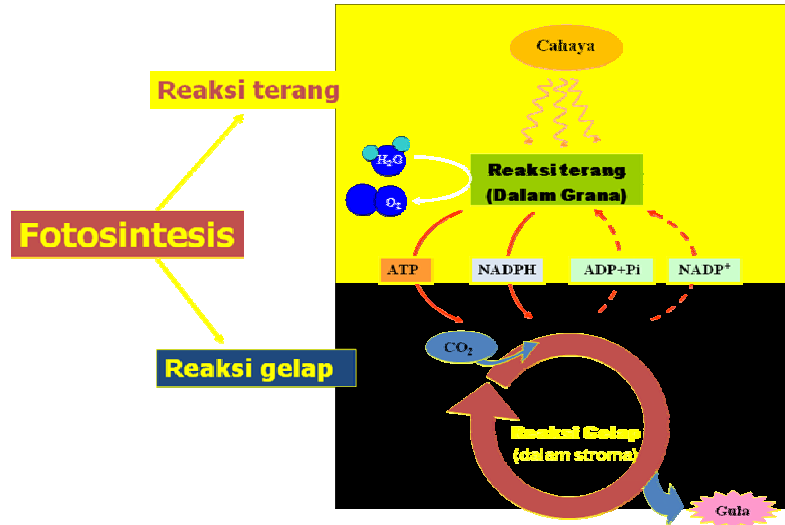 Cahaya
Reaksi terang
H₂O
Reaksi terang
(Dalam Grana)
O₂
Fotosintesis
ATP
NADPH
ADP+Pi
NADP⁺
CO₂
Reaksi gelap
Reaksi Gelap
(dalam stroma)
Gula